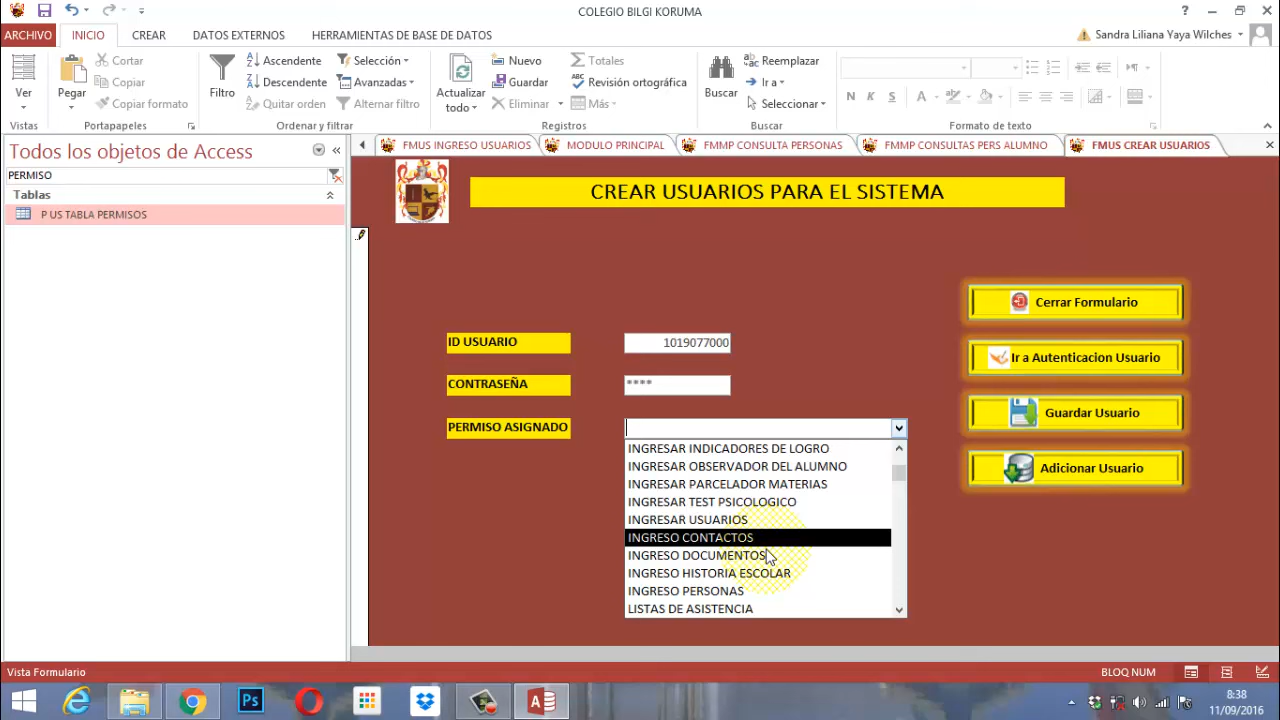 COLEGIO BILGI KORUMA
ARCHIVO INICIO CREAR DATOS EXTERNOS HERRAMIENTAS DE BASE DE DATOS Sandra Liliana Yaya Wilches
Ver
Vistas
Pegar
Cortar
Copiar
Copiar formato
Portapapeles
Filtro
Ascendente
Descendente
Quitar orden
Selección
Avanzadas
Alternar filtro
Ordenar y filtrar
Actualizar
todo
Nuevo
Guardar
Eliminar
Totales
Revisión ortográfica
Más
Registros
Buscar
Reemplazar
Ir a
Seleccionar
Buscar
N K S
A
Formato de texto
Todos los objetos de Access
PERMISO
Tablas
P US TABLA PERMISOS
FMUS INGRESO USUARIOS MODULO PRINCIPAL FMMP CONSULTA PERSONAS FMMP CONSULTAS PERS ALUMNO FMUS CREAR USUARIOS
CREAR USUARIOS PARA EL SISTEMA
ID USUARIO 1019077000
CONTRASEÑA ****
PERMISO ASIGNADO
INGRESAR INDICADORES DE LOGRO
INGRESAR OBSERVADOR DEL ALUMNO
INGRESAR PARCELADOR MATERIAS
INGRESAR TEST PSICOLOGICO
INGRESAR USUARIOS
INGRESO CONTACTOS
INGRESO DOCUMENTOS
INGRESO HISTORIA ESCOLAR
INGRESO PERSONAS
LISTAS DE ASISTENCIA
Cerrar Formulario
Ir a Autenticacion Usuario
Guardar Usuario
Adicionar Usuario
Vista Formulario BLOQ NUM
Ps
8:38
11/09/2016